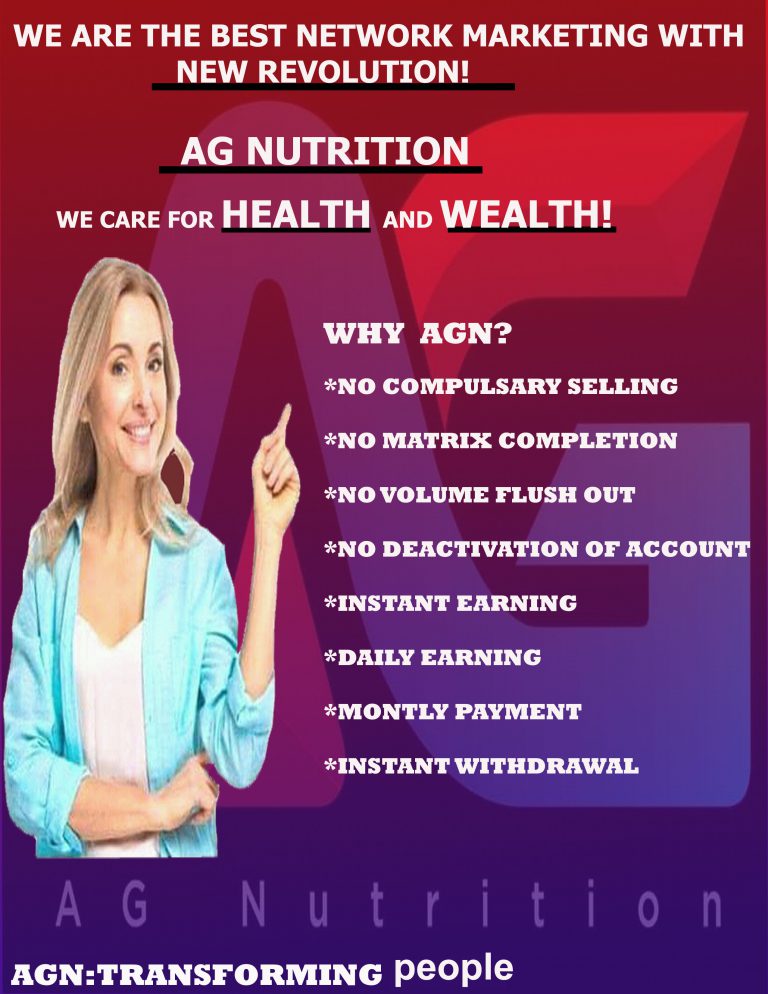 WE ARE THE BEST NETWORK MARKETING WITH
NEW REVOLUTION!
AG NUTRITION
WE CARE FOR HEALTH AND WEALTH!
WHY AGN?
*NO COMPULSARY SELLING
*NO MATRIX COMPLETION
*NO VOLUME FLUSH OUT
*NO DEACTIVATION OF ACCOUNT
*INSTANT EARNING
*DAILY EARNING
*MONTLY PAYMENT
*INSTANT WITHDRAWAL
AG Nutrition
AGN:TRANSFORMING people